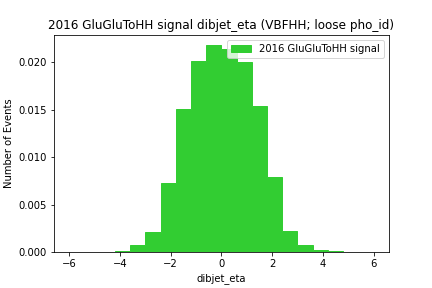 2016 GluGluToHH signal dibjet_eta (VBFHH; loose pho_id)
2016 GluGluToHH signal
Number of Events
0.020
0.015
0.010
0.005
0.000
−6 −4 −2 0 2 4 6
dibjet_eta